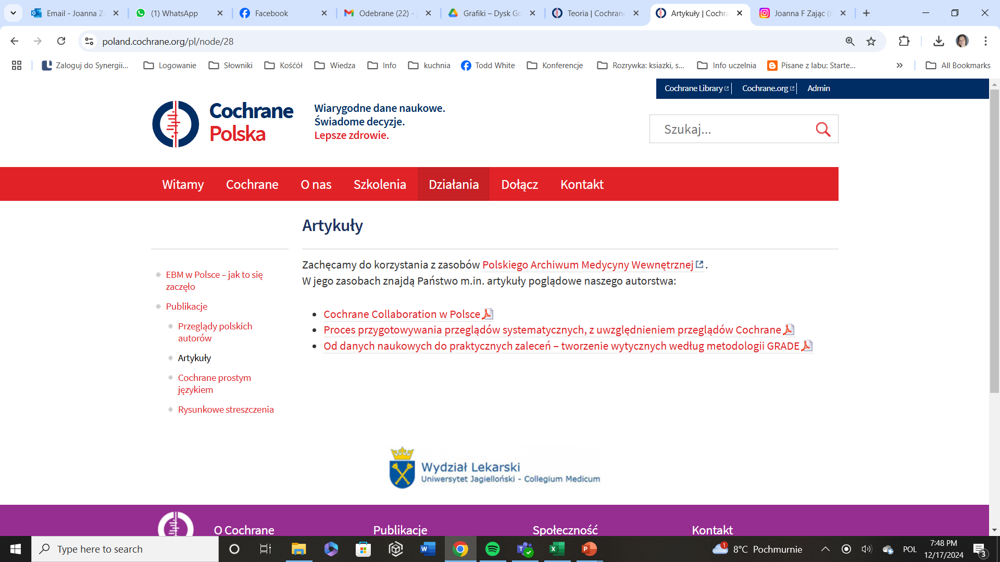 Email - Joanna Z
(1) WhatsApp
Facebook
Odebrane (22) -
Grafiki – Dysk Go
Teoria | Cochran
Artykuły | Cochra
Joanna F Zając (
poland.cochrane.org/pl/node/28
Zaloguj do Synergii...
Logowanie
Słowniki
Kośćół
Wiedza
Info
kuchnia
Todd White
Konferencje
Rozrywka: ksiazki, s...
Info uczelnia
Pisane z labu: Starte...
All Bookmarks
Cochrane Library
Cochrane.org
Admin
Cochrane
Polska
Wiarygodne dane naukowe.
Świadome decyzje.
Lepsze zdrowie.
Szukaj...
Witamy
Cochrane
O nas
Szkolenia
Działania
Dołącz
Kontakt
Artykuły
EBM w Polsce – jak to się
zaczęło
Publikacje
Przeglądy polskich
autorów
Artykuły
Cochrane prostym
językiem
Rysunkowe streszczenia
Zachęcamy do korzystania z zasobów Polskiego Archiwum Medycyny Wewnętrznej.
W jego zasobach znajdą Państwo m.in. artykuły poglądowe naszego autorstwa:
Cochrane Collaboration w Polsce
Proces przygotowywania przeglądów systematycznych, z uwzględnieniem przeglądów Cochrane
Od danych naukowych do praktycznych zaleceń – tworzenie wytycznych według metodologii GRADE
Wydział Lekarski
Uniwersytet Jagielloński - Collegium Medicum
O Cochrane
Publikacje
Społeczność
Kontakt
Type here to search
1
8°C Pochmurnie
POL
7:48 PM
12/17/2024
3